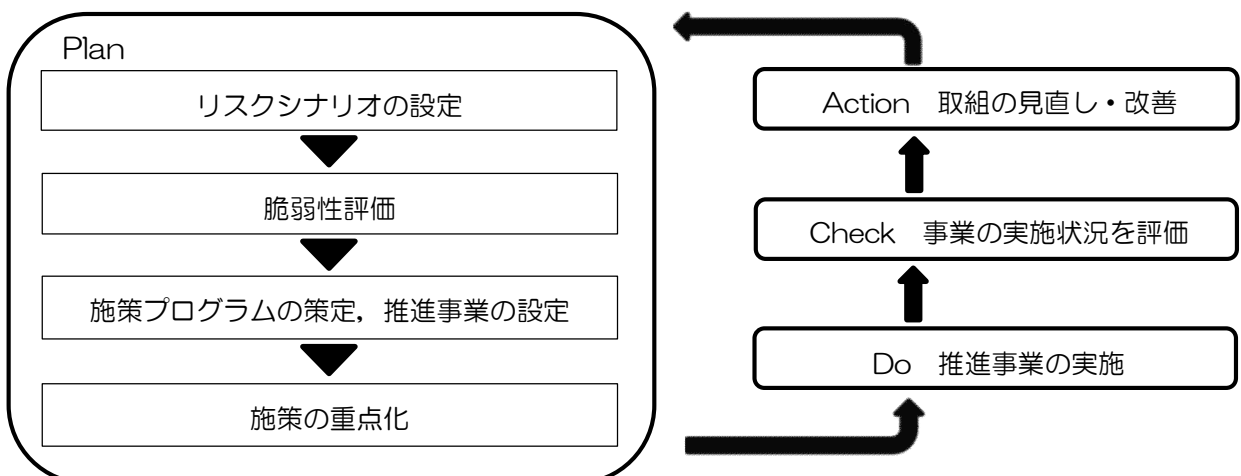 Plan
リスクシナリオの設定
脆弱性評価
施策プログラムの策定，推進事業の設定
施策の重点化
Action　取組の見直し・改善
Check　事業の実施状況を評価
Do　推進事業の実施